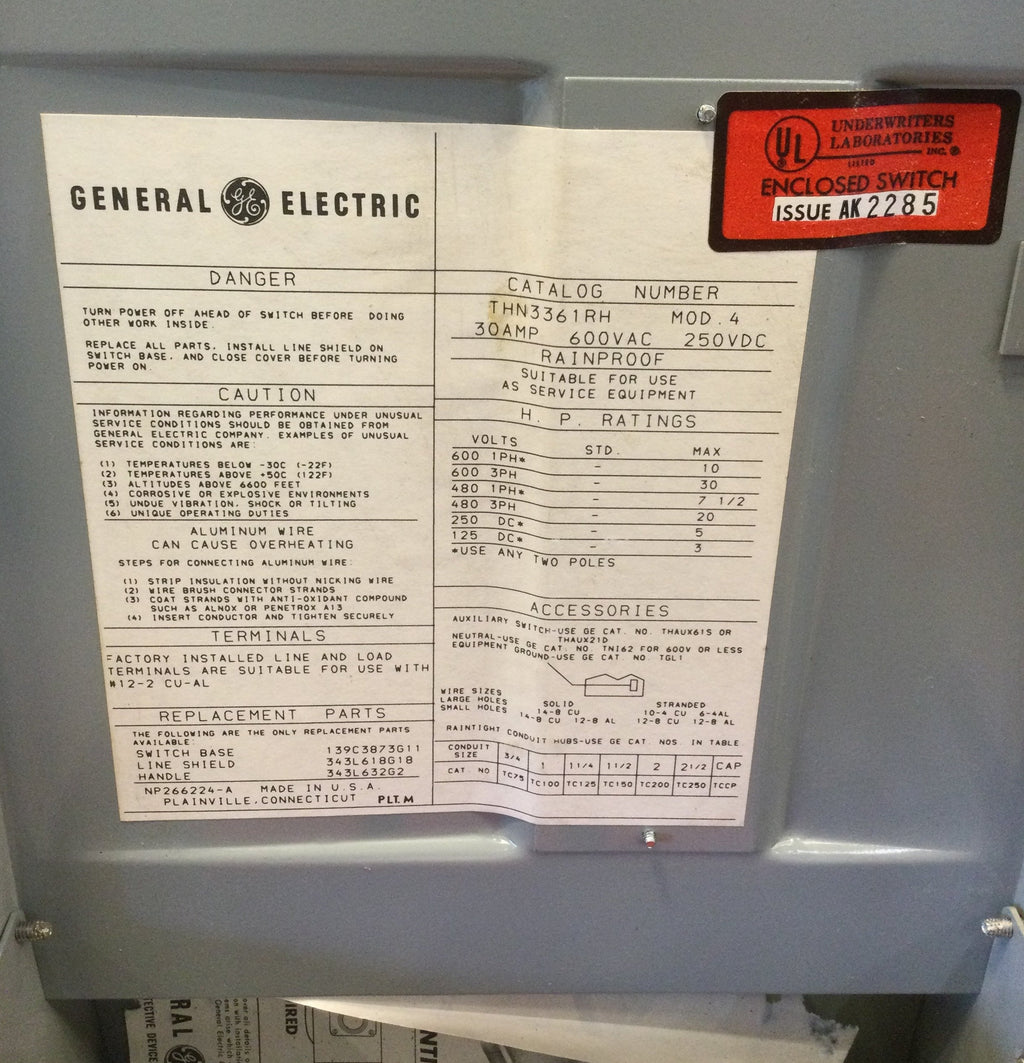 GENERAL GE ELECTRIC
DANGER
TURN POWER OFF AHEAD OF SWITCH BEFORE DOING
OTHER WORK INSIDE.
REPLACE ALL PARTS, INSTALL LINE SHIELD ON
SWITCH BASE, AND CLOSE COVER BEFORE TURNING
POWER ON.
CAUTION
INFORMATION REGARDING PERFORMANCE UNDER UNUSUAL
SERVICE CONDITIONS SHOULD BE OBTAINED FROM
GENERAL ELECTRIC COMPANY. EXAMPLES OF UNUSUAL
SERVICE CONDITIONS ARE:
(1) TEMPERATURES BELOW -30C (-22F)
(2) TEMPERATURES ABOVE +50C (122F)
(3) ALTITUDES ABOVE 6600 FEET
(4) CORROSIVE OR EXPLOSIVE ENVIRONMENTS
(5) UNDUE VIBRATION, SHOCK OR TILTING
(6) UNIQUE OPERATING DUTIES
ALUMINUM WIRE
CAN CAUSE OVERHEATING
STEPS FOR CONNECTING ALUMINUM WIRE:
(1) STRIP INSULATION WITHOUT NICKING WIRE
(2) WIRE BRUSH CONNECTOR STRANDS
(3) COAT STRANDS WITH ANTI-OXIDANT COMPOUND
SUCH AS ALNOX OR PENETROX A13
(4) INSERT CONDUCTOR AND TIGHTEN SECURELY
TERMINALS
FACTORY INSTALLED LINE AND LOAD
TERMINALS ARE SUITABLE FOR USE WITH
#12-2 CU-AL
REPLACEMENT PARTS
THE FOLLOWING ARE THE ONLY REPLACEMENT PARTS
AVAILABLE:
SWITCH BASE 139C3873G11
LINE SHIELD 343L618G18
HANDLE 343L632G2
NP266224-A MADE IN U.S.A.
PLAINVILLE, CONNECTICUT PLT. M
UL UNDERWRITERS
LABORATORIES
INC. ®
LISTED
ENCLOSED SWITCH
ISSUE AK 2285
CATALOG NUMBER
THN3361RH MOD. 4
30AMP 600VAC 250VDC
RAINPROOF
SUITABLE FOR USE
AS SERVICE EQUIPMENT
H. P. RATINGS
VOLTS STD. MAX
600 1PH* - 10
600 3PH - 30
480 1PH* - 7 1/2
480 3PH - 20
250 DC* - 5
125 DC* - 3
*USE ANY TWO POLES
ACCESSORIES
AUXILIARY SWITCH-USE GE CAT. NO. THAUX61S OR
THAUX21D
NEUTRAL-USE GE CAT. NO. TNI62 FOR 600V OR LESS
EQUIPMENT GROUND-USE GE CAT. NO. TGL1
WIRE SIZES SOLID STRANDED
LARGE HOLES 14-8 CU 10-4 CU 6-4AL
SMALL HOLES 14-8 CU 12-8 AL 12-8 CU 12-8 AL
RAINTIGHT CONDUIT HUBS-USE GE CAT. NOS. IN TABLE.
CONDUIT SIZE 3/4 1 1 1/4 1 1/2 2 2 1/2 CAP
CAT. NO TC75 TC100 TC125 TC150 TC200 TC250 TCCP